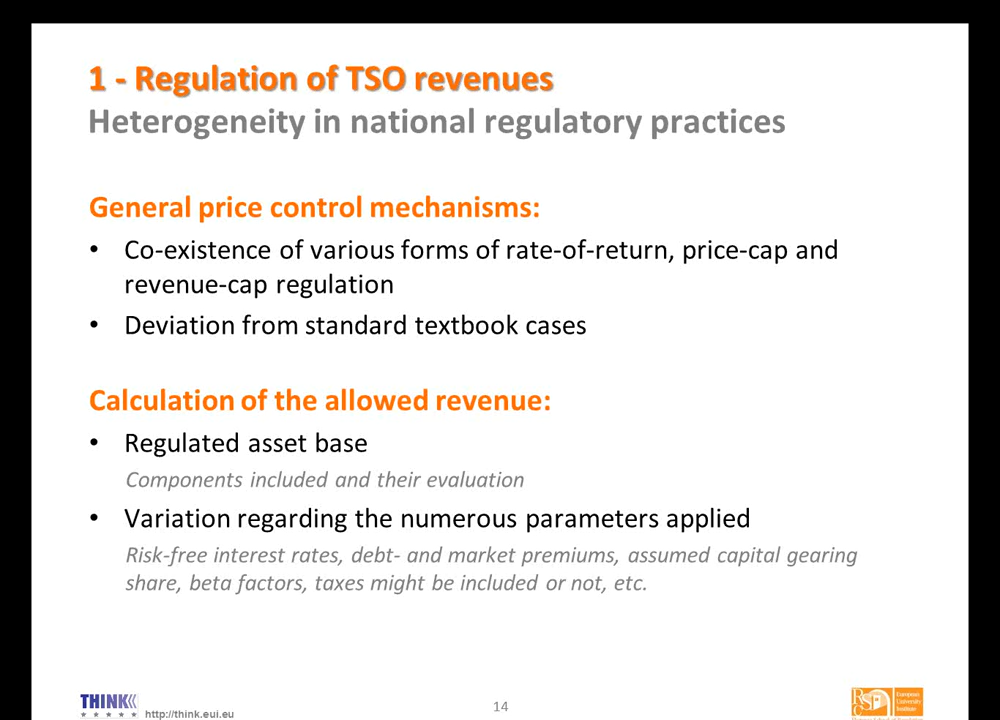 1 - Regulation of TSO revenues
Heterogeneity in national regulatory practices
General price control mechanisms:
• Co-existence of various forms of rate-of-return, price-cap and
revenue-cap regulation
• Deviation from standard textbook cases
Calculation of the allowed revenue:
• Regulated asset base
Components included and their evaluation
• Variation regarding the numerous parameters applied
Risk-free interest rates, debt- and market premiums, assumed capital gearing
share, beta factors, taxes might be included or not, etc.
THINK
http://think.eui.eu
14
European
University
Institute